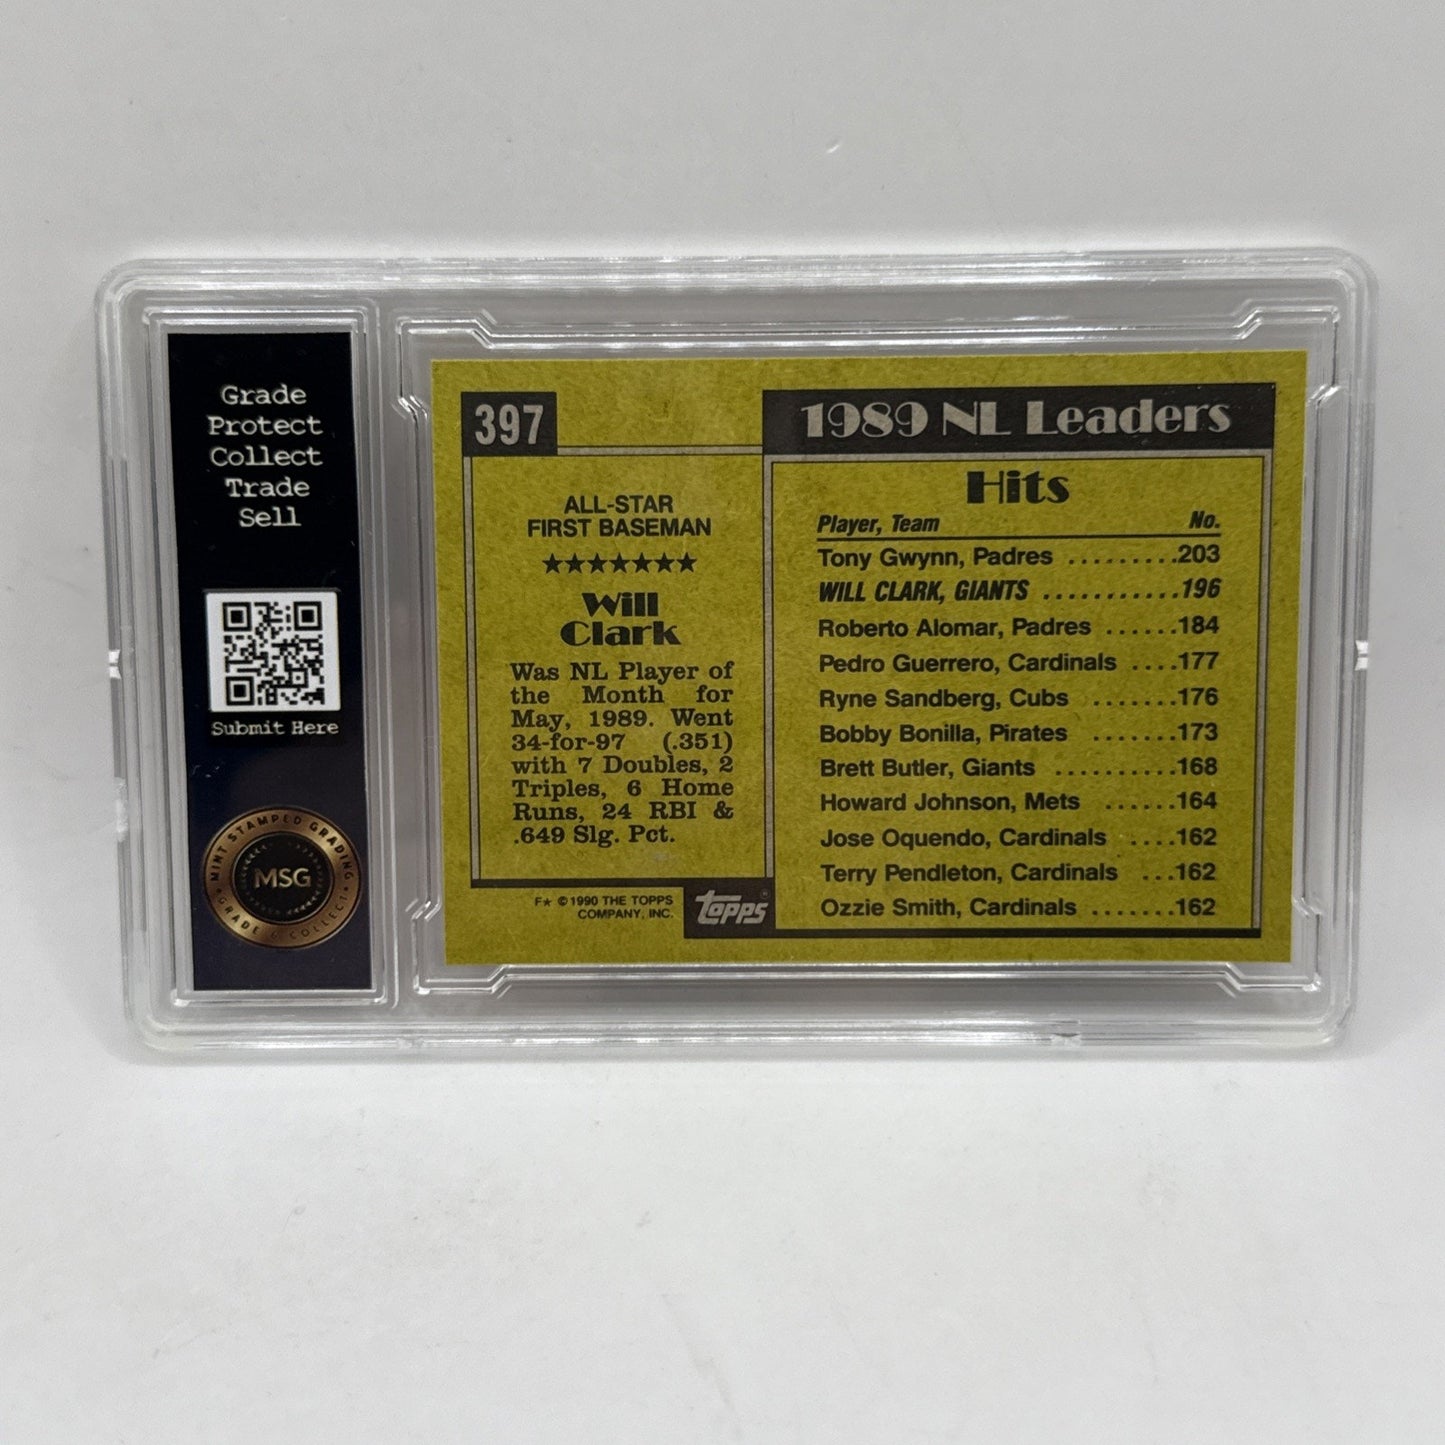 Grade
Protect
Collect
Trade
Sell
Submit Here
MINT STAMPED GRADING
MSG
GRADE & COLLECT
397
ALL-STAR
FIRST BASEMAN
★★★★★★★
Will
Clark
Was NL Player of
the Month for
May, 1989. Went
34-for-97 (.351)
with 7 Doubles, 2
Triples, 6 Home
Runs, 24 RBI &
.649 Slg. Pct.
F★ ©1990 THE TOPPS
COMPANY, INC.
topps®
1989 NL Leaders
Hits
Player, Team No.
Tony Gwynn, Padres .........203
WILL CLARK, GIANTS ...........196
Roberto Alomar, Padres ......184
Pedro Guerrero, Cardinals ....177
Ryne Sandberg, Cubs ......176
Bobby Bonilla, Pirates .......173
Brett Butler, Giants ..........168
Howard Johnson, Mets ......164
Jose Oquendo, Cardinals ....162
Terry Pendleton, Cardinals ...162
Ozzie Smith, Cardinals .......162